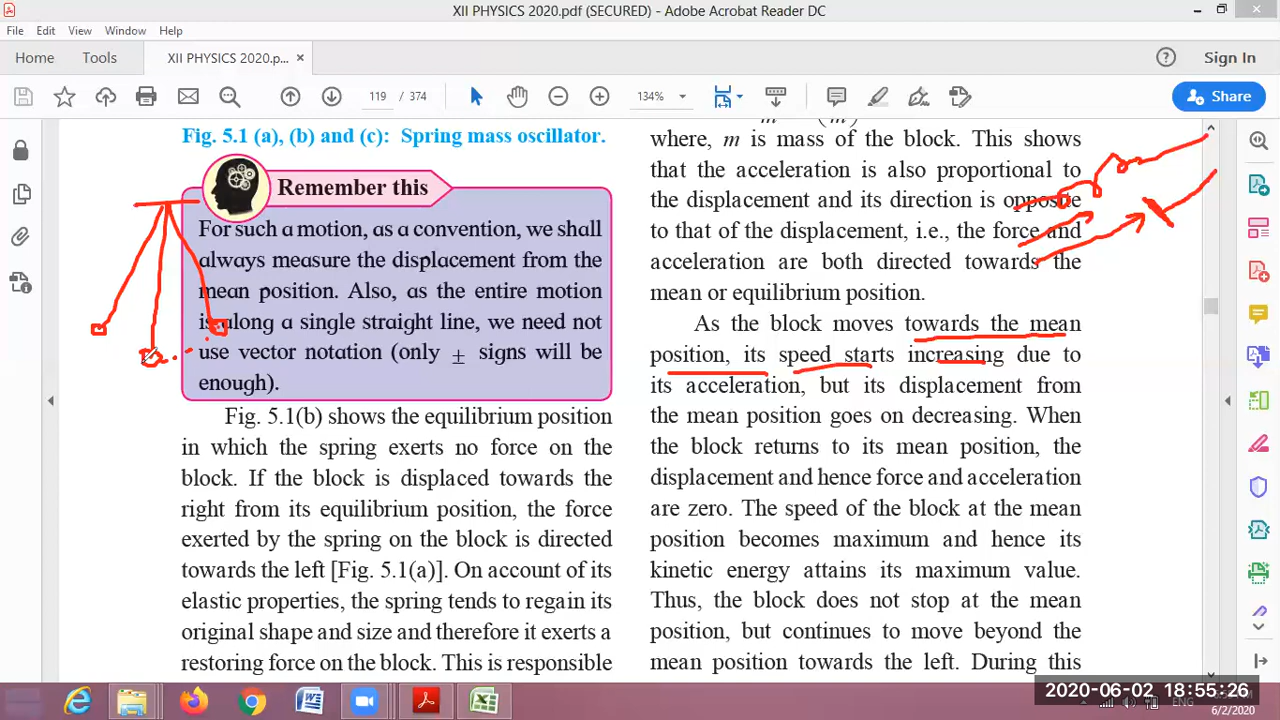 XII PHYSICS 2020.pdf (SECURED) - Adobe Acrobat Reader DC
File Edit View Window Help
Home Tools XII PHYSICS 2020.p... × Sign In
119 / 374 134% Share
Fig. 5.1 (a), (b) and (c): Spring mass oscillator.
Remember this
For such a motion, as a convention, we shall
always measure the displacement from the
mean position. Also, as the entire motion
is along a single straight line, we need not
use vector notation (only ± signs will be
enough).
Fig. 5.1(b) shows the equilibrium position
in which the spring exerts no force on the
block. If the block is displaced towards the
right from its equilibrium position, the force
exerted by the spring on the block is directed
towards the left [Fig. 5.1(a)]. On account of its
elastic properties, the spring tends to regain its
original shape and size and therefore it exerts a
restoring force on the block. This is responsible
where, m is mass of the block. This shows
that the acceleration is also proportional to
the displacement and its direction is opposite
to that of the displacement, i.e., the force and
acceleration are both directed towards the
mean or equilibrium position.
As the block moves towards the mean
position, its speed starts increasing due to
its acceleration, but its displacement from
the mean position goes on decreasing. When
the block returns to its mean position, the
displacement and hence force and acceleration
are zero. The speed of the block at the mean
position becomes maximum and hence its
kinetic energy attains its maximum value.
Thus, the block does not stop at the mean
position, but continues to move beyond the
mean position towards the left. During this
2020-06-02 18:55:26
ENG 6/2/2020